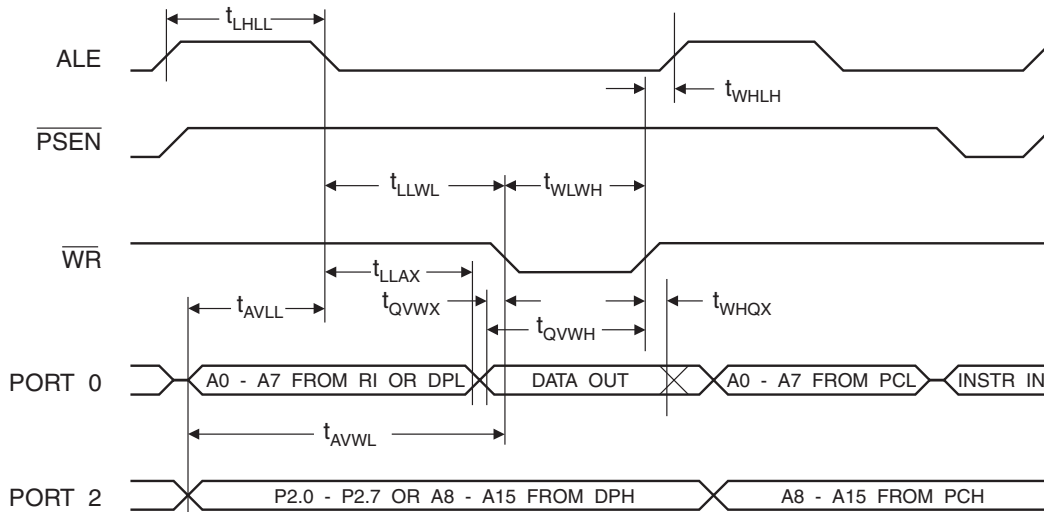 tLHLL
ALE
tWHLH
PSEN
tLLWL
tWLWH
WR
tLLAX
tQVWX
tWHQX
tAVLL
tQVWH
PORT 0
A0 - A7 FROM RI OR DPL
DATA OUT
A0 - A7 FROM PCL
INSTR IN
tAVWL
PORT 2
P2.0 - P2.7 OR A8 - A15 FROM DPH
A8 - A15 FROM PCH